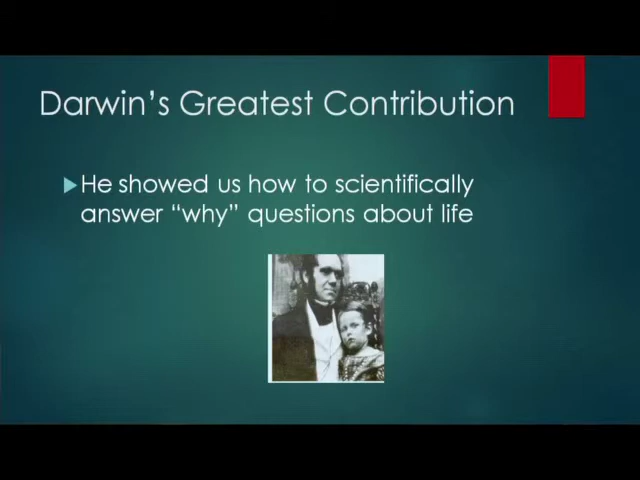 Darwin’s Greatest Contribution
He showed us how to scientifically
answer “why” questions about life